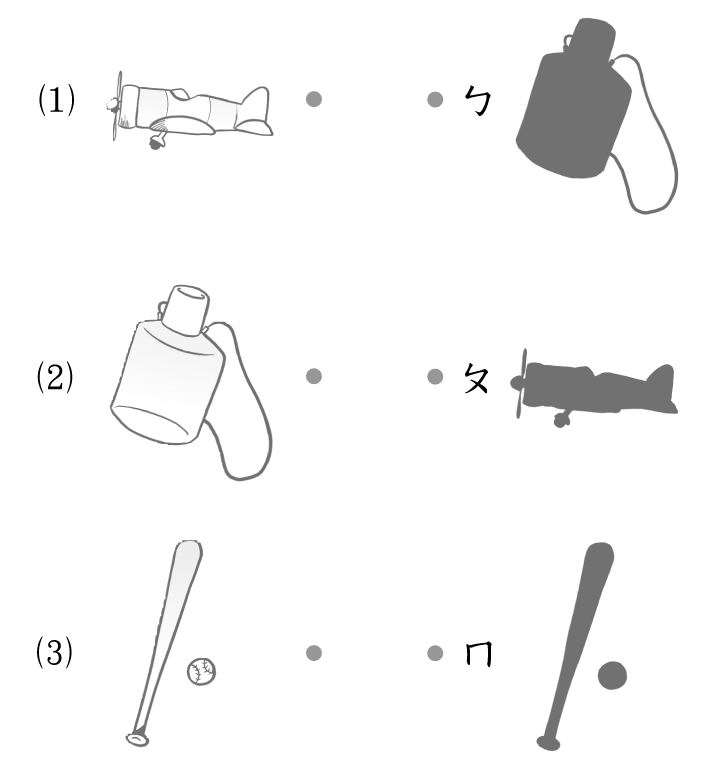 (1) ㄅ
(2) ㄆ
(3) ㄇ